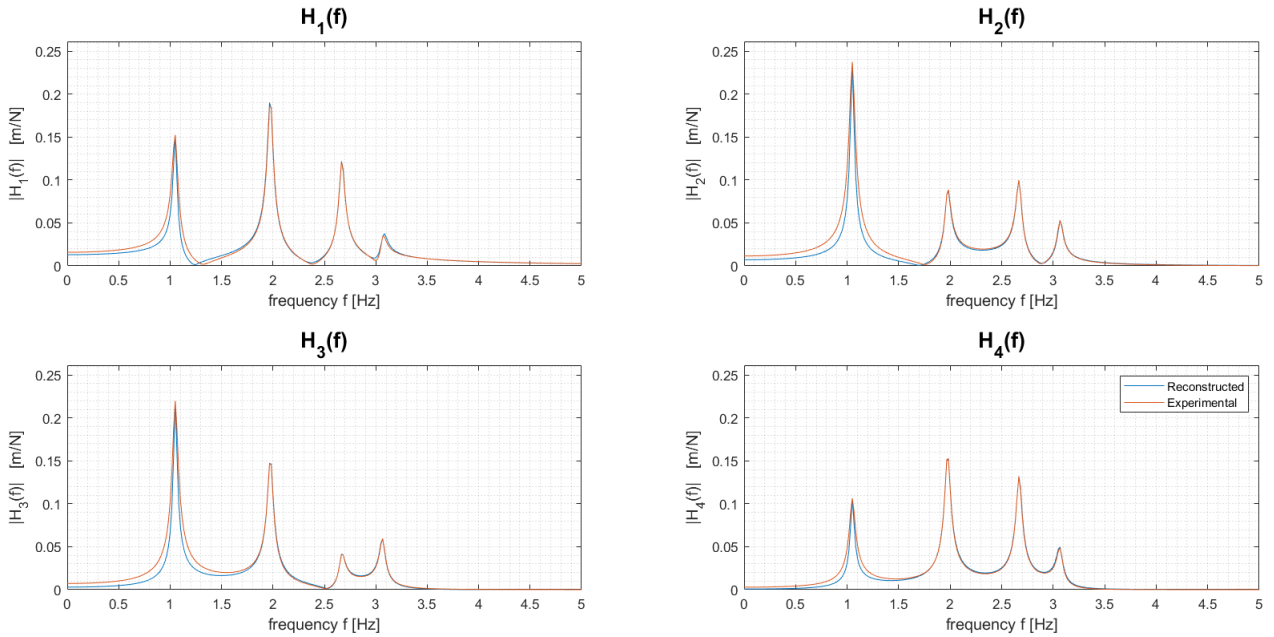 H1(f)
0.25
0.2
0.15
0.1
0.05
0
|H1(f)| [m/N]
0 0.5 1 1.5 2 2.5 3 3.5 4 4.5 5
frequency f [Hz]
H2(f)
0.25
0.2
0.15
0.1
0.05
0
|H2(f)| [m/N]
0 0.5 1 1.5 2 2.5 3 3.5 4 4.5 5
frequency f [Hz]
H3(f)
0.25
0.2
0.15
0.1
0.05
0
|H3(f)| [m/N]
0 0.5 1 1.5 2 2.5 3 3.5 4 4.5 5
frequency f [Hz]
H4(f)
0.25
0.2
0.15
0.1
0.05
0
|H4(f)| [m/N]
Reconstructed
Experimental
0 0.5 1 1.5 2 2.5 3 3.5 4 4.5 5
frequency f [Hz]